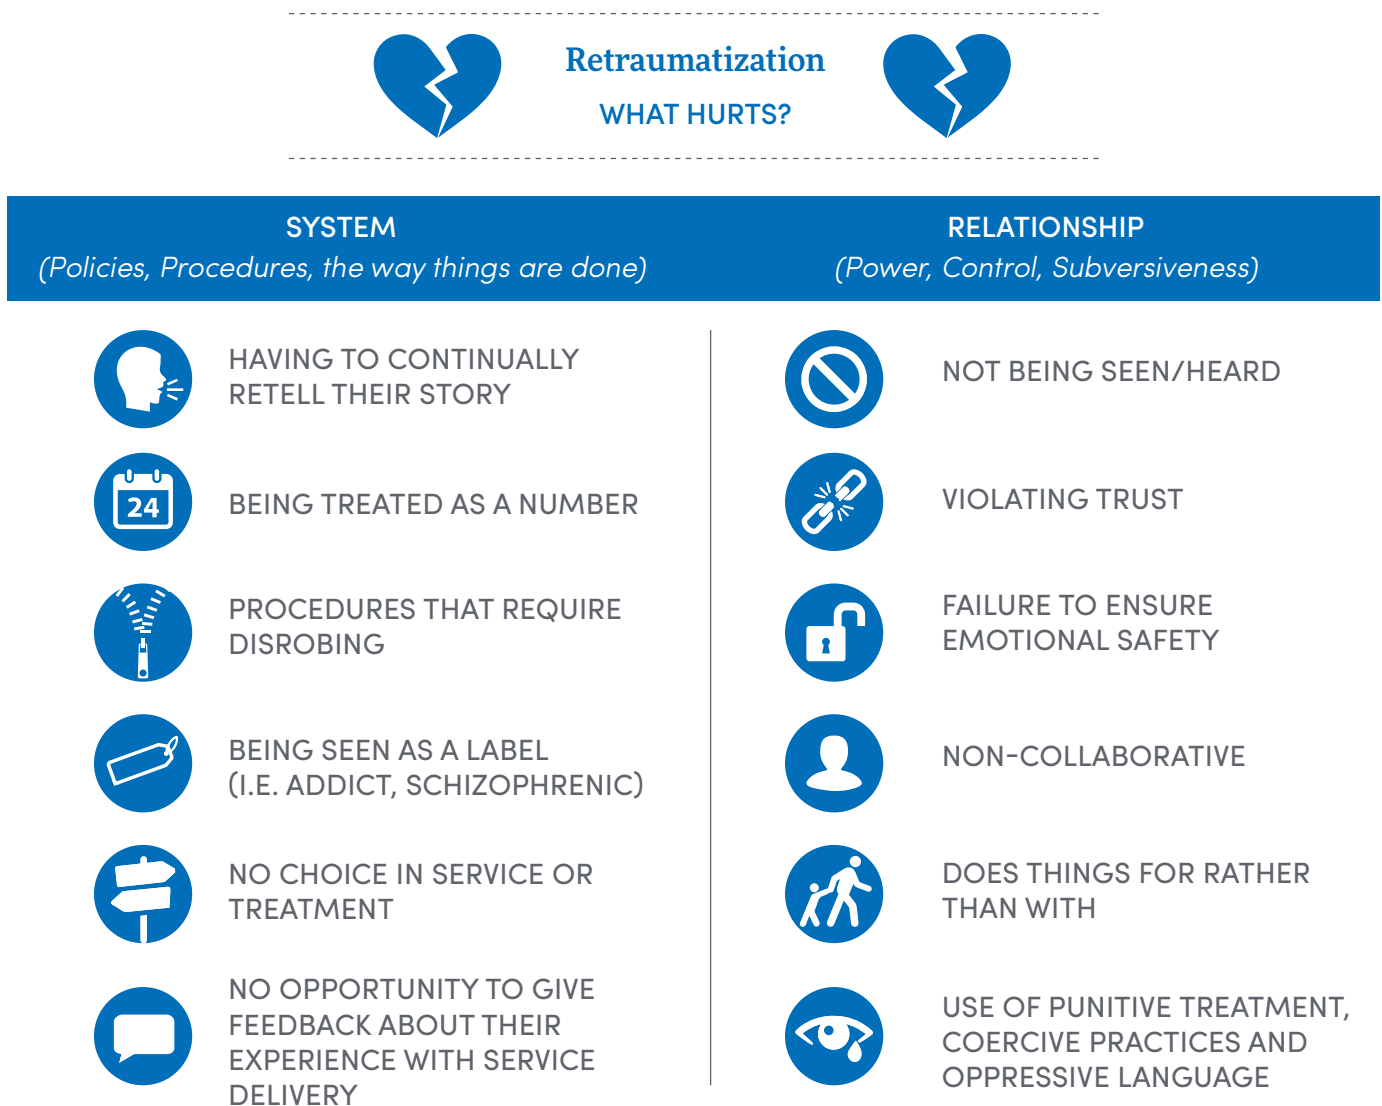 Retraumatization
WHAT HURTS?
SYSTEM
(Policies, Procedures, the way things are done)
HAVING TO CONTINUALLY
RETELL THEIR STORY
24
BEING TREATED AS A NUMBER
PROCEDURES THAT REQUIRE
DISROBING
BEING SEEN AS A LABEL
(I.E. ADDICT, SCHIZOPHRENIC)
NO CHOICE IN SERVICE OR
TREATMENT
NO OPPORTUNITY TO GIVE
FEEDBACK ABOUT THEIR
EXPERIENCE WITH SERVICE
DELIVERY
RELATIONSHIP
(Power, Control, Subversiveness)
NOT BEING SEEN/HEARD
VIOLATING TRUST
FAILURE TO ENSURE
EMOTIONAL SAFETY
NON-COLLABORATIVE
DOES THINGS FOR RATHER
THAN WITH
USE OF PUNITIVE TREATMENT,
COERCIVE PRACTICES AND
OPPRESSIVE LANGUAGE